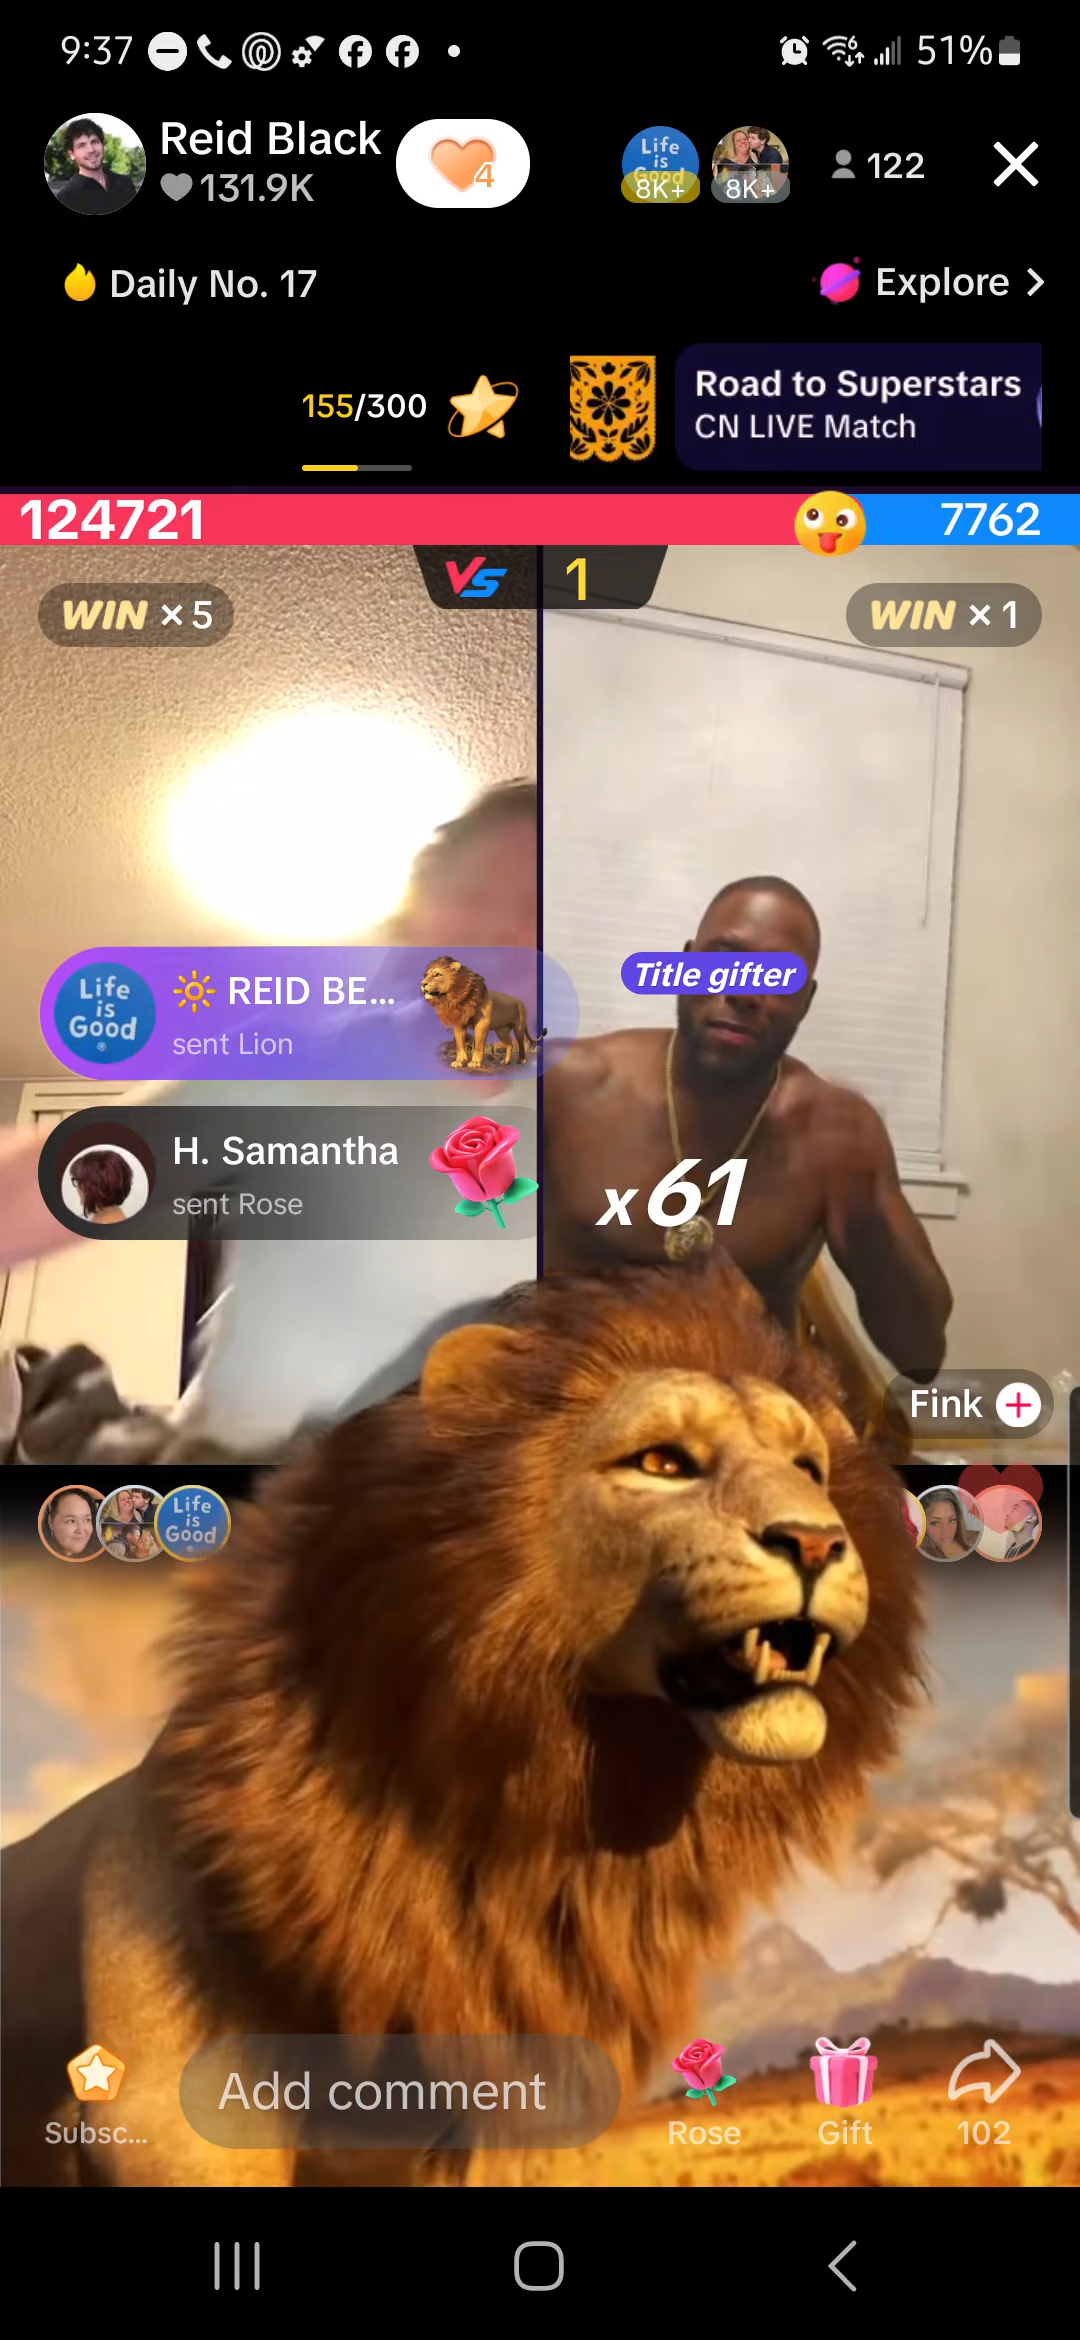 9:37
51%
Reid Black
131.9K
4
Life is Good
8K+
8K+
122
Daily No. 17
Explore
155/300
Road to Superstars
CN LIVE Match
124721
7762
VS
1
WIN ×5
WIN ×1
Title gifter
Life is Good
REID BE...
sent Lion
H. Samantha
sent Rose
x61
Fink
Life is Good
Add comment
Subsc...
Rose
Gift
102